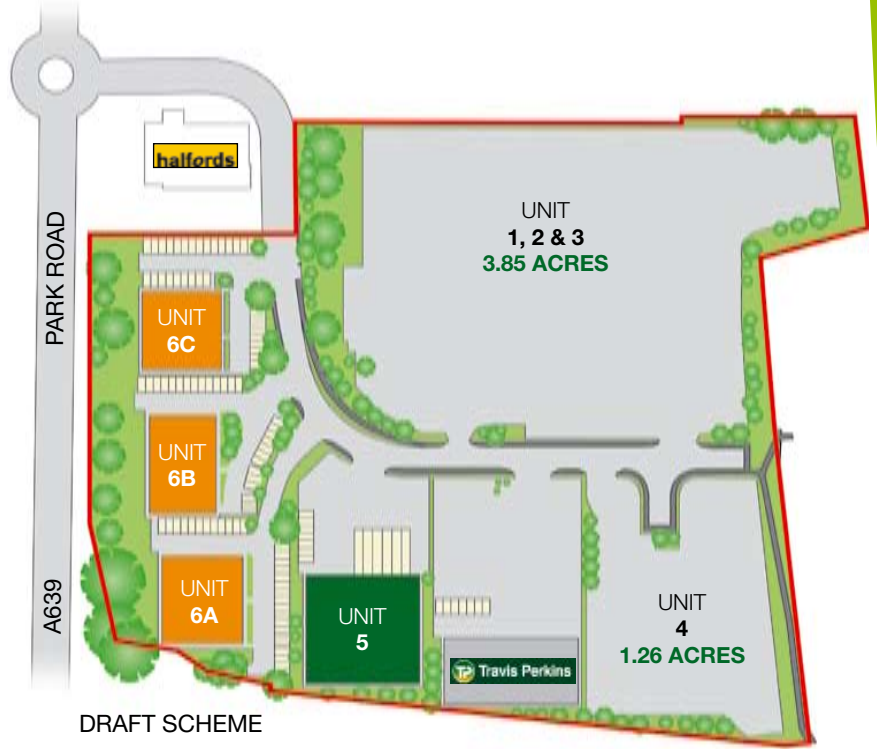 halfords
PARK ROAD
A639
UNIT
1, 2 & 3
3.85 ACRES
UNIT
6C
UNIT
6B
UNIT
6A
UNIT
5
TP Travis Perkins
UNIT
4
1.26 ACRES
DRAFT SCHEME